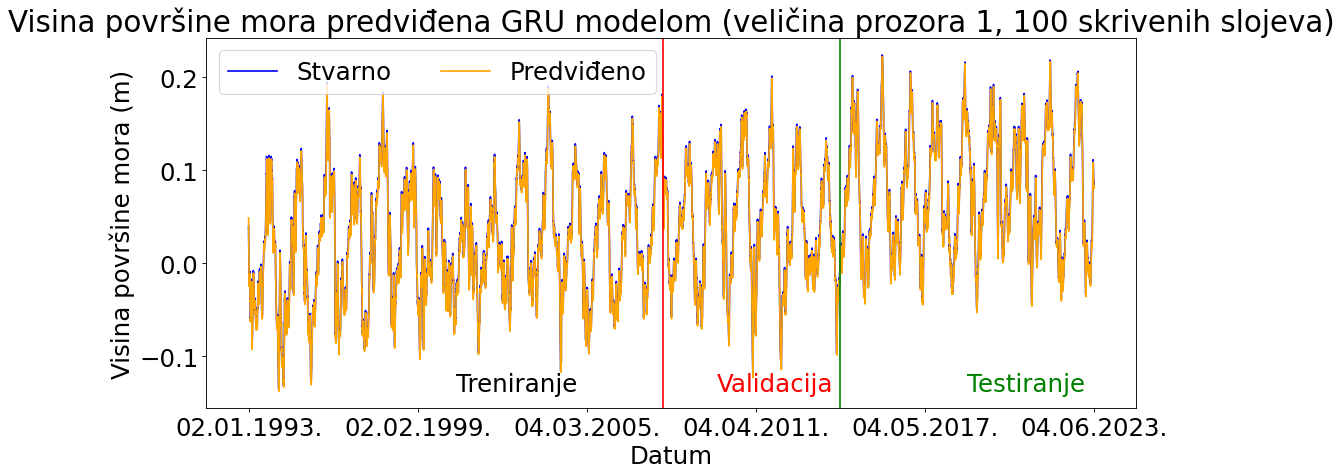 Visina površine mora predviđena GRU modelom (veličina prozora 1, 100 skrivenih slojeva)
Stvarno Predviđeno
Visina površine mora (m)
0.2
0.1
0.0
−0.1
Treniranje Validacija Testiranje
02.01.1993. 02.02.1999. 04.03.2005. 04.04.2011. 04.05.2017. 04.06.2023.
Datum